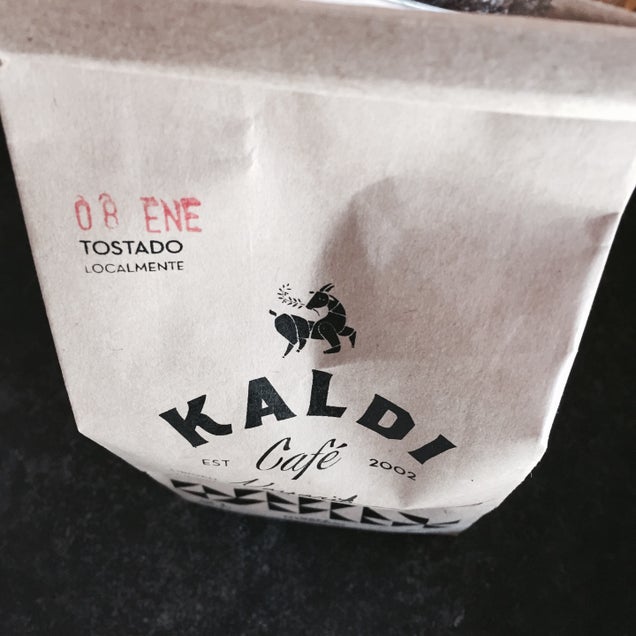 08 ENE
TOSTADO
LOCALMENTE
KALDI
EST Café 2002